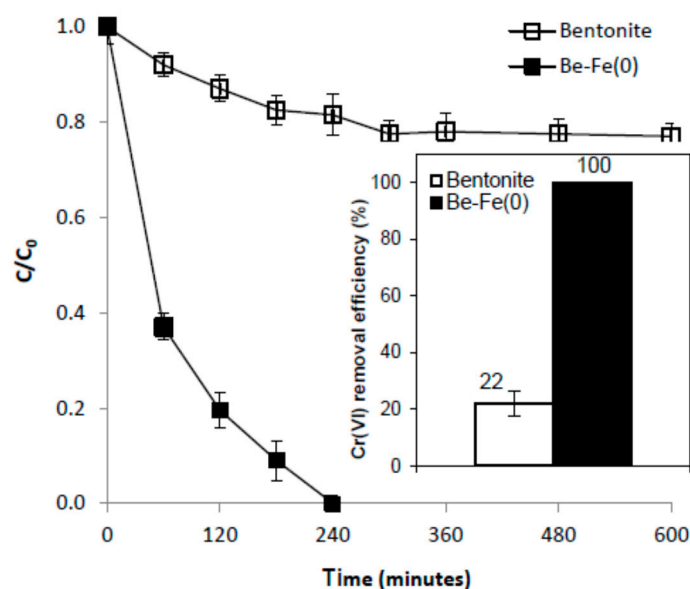 1.0
0.8
0.6
0.4
0.2
0.0
C/C₀
0
120
240
360
480
600
Time (minutes)
Bentonite
Be-Fe(0)
Bentonite
Be-Fe(0)
100
80
60
40
20
0
Cr(VI) removal efficiency (%)
22
100